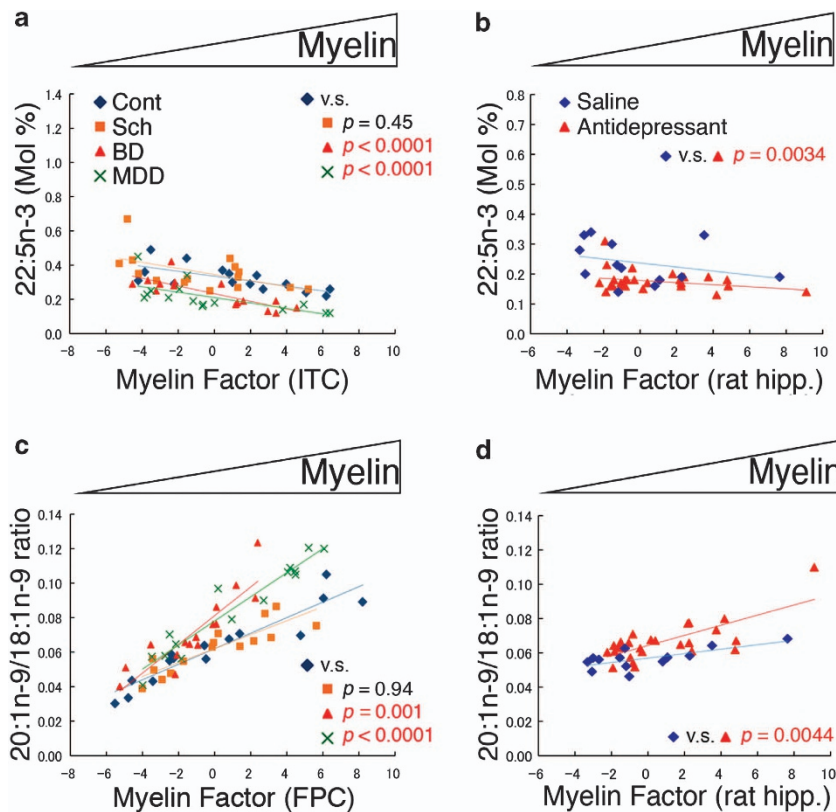 a
Myelin
22:5n-3 (Mol %)
1.4
1.2
1.0
0.8
0.6
0.4
0.2
0.0
Cont
Sch
BD
MDD
v.s.
p = 0.45
p < 0.0001
p < 0.0001
-8 -6 -4 -2 0 2 4 6 8 10
Myelin Factor (ITC)
b
Myelin
22:5n-3 (Mol %)
0.8
0.7
0.6
0.5
0.4
0.3
0.2
0.1
0.0
Saline
Antidepressant
v.s. p = 0.0034
-8 -6 -4 -2 0 2 4 6 8 10
Myelin Factor (rat hipp.)
c
Myelin
20:1n-9/18:1n-9 ratio
0.14
0.12
0.10
0.08
0.06
0.04
0.02
0.00
v.s.
p = 0.94
p = 0.001
p < 0.0001
-8 -6 -4 -2 0 2 4 6 8 10
Myelin Factor (FPC)
d
Myelin
20:1n-9/18:1n-9 ratio
0.14
0.12
0.10
0.08
0.06
0.04
0.02
0.00
v.s. p = 0.0044
-8 -6 -4 -2 0 2 4 6 8 10
Myelin Factor (rat hipp.)